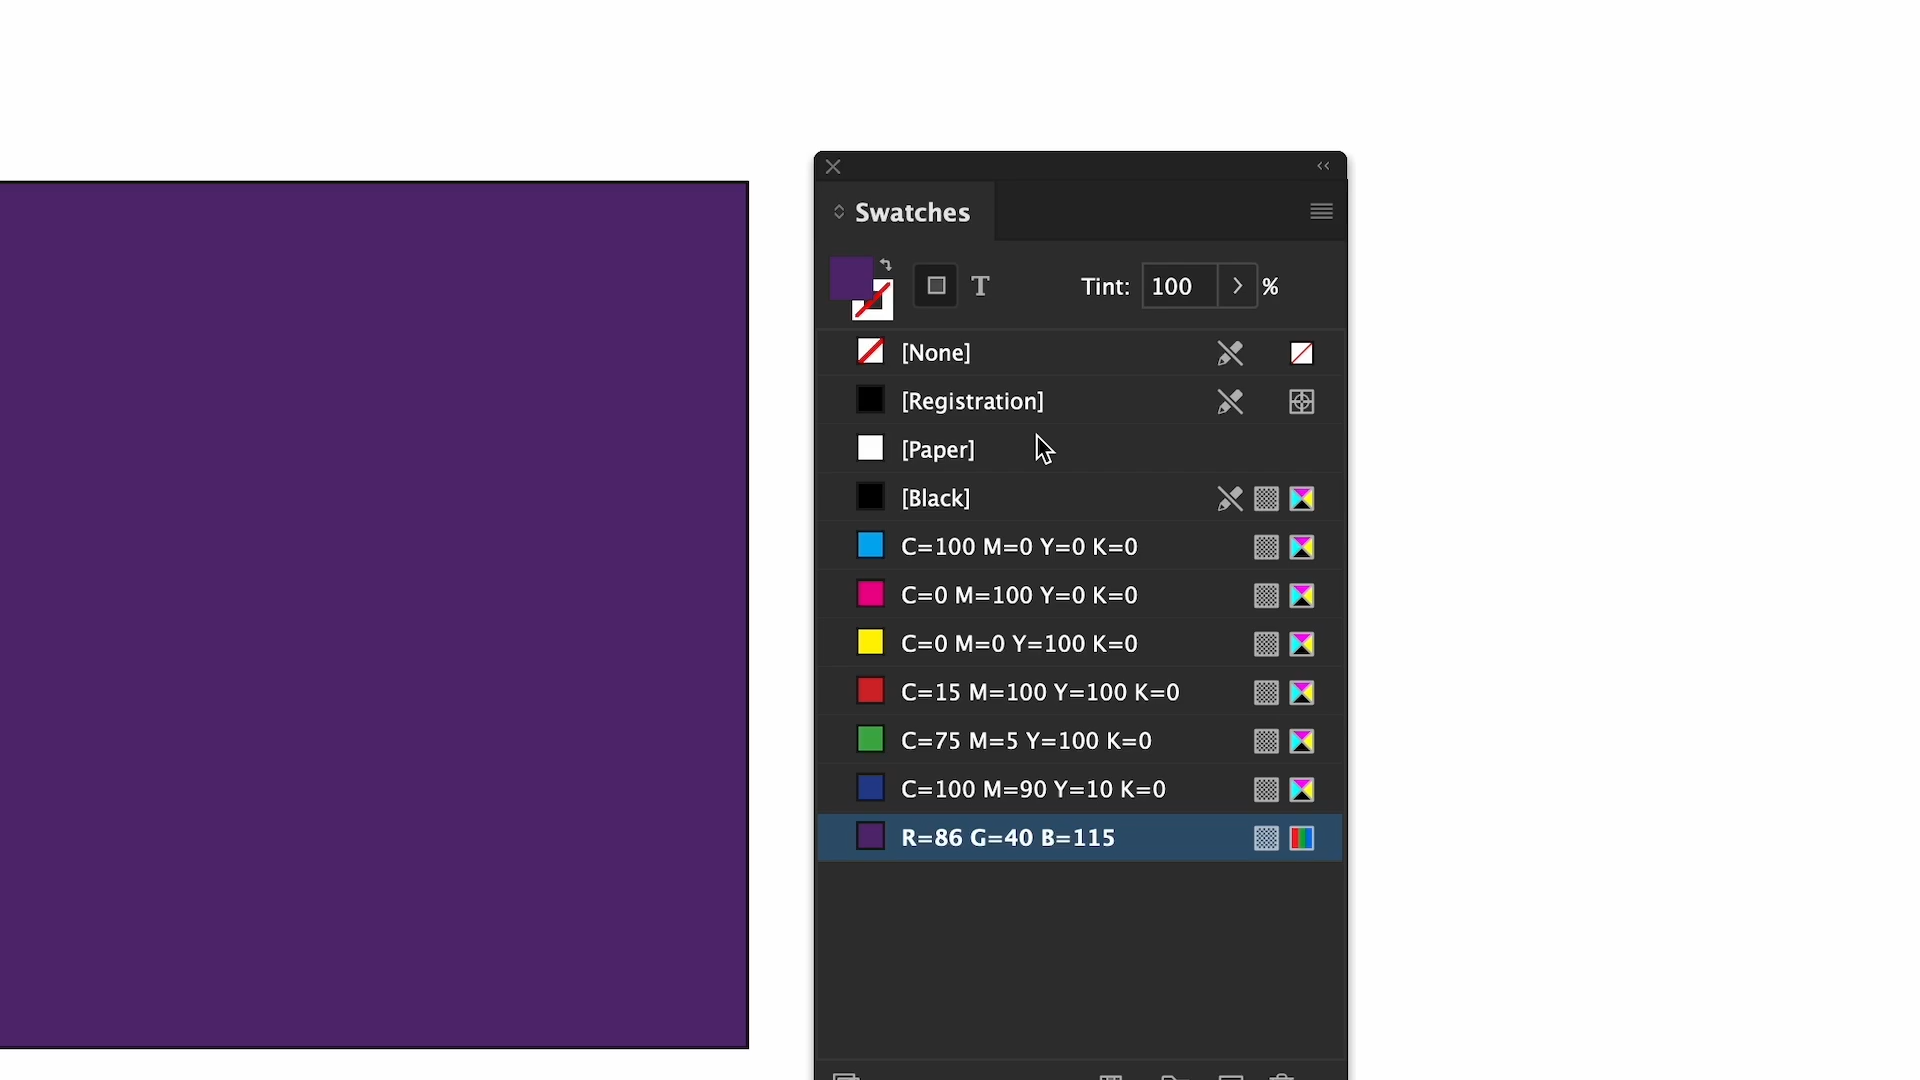 Swatches
T
Tint: 100 %
[None]
[Registration]
[Paper]
[Black]
C=100 M=0 Y=0 K=0
C=0 M=100 Y=0 K=0
C=0 M=0 Y=100 K=0
C=15 M=100 Y=100 K=0
C=75 M=5 Y=100 K=0
C=100 M=90 Y=10 K=0
R=86 G=40 B=115